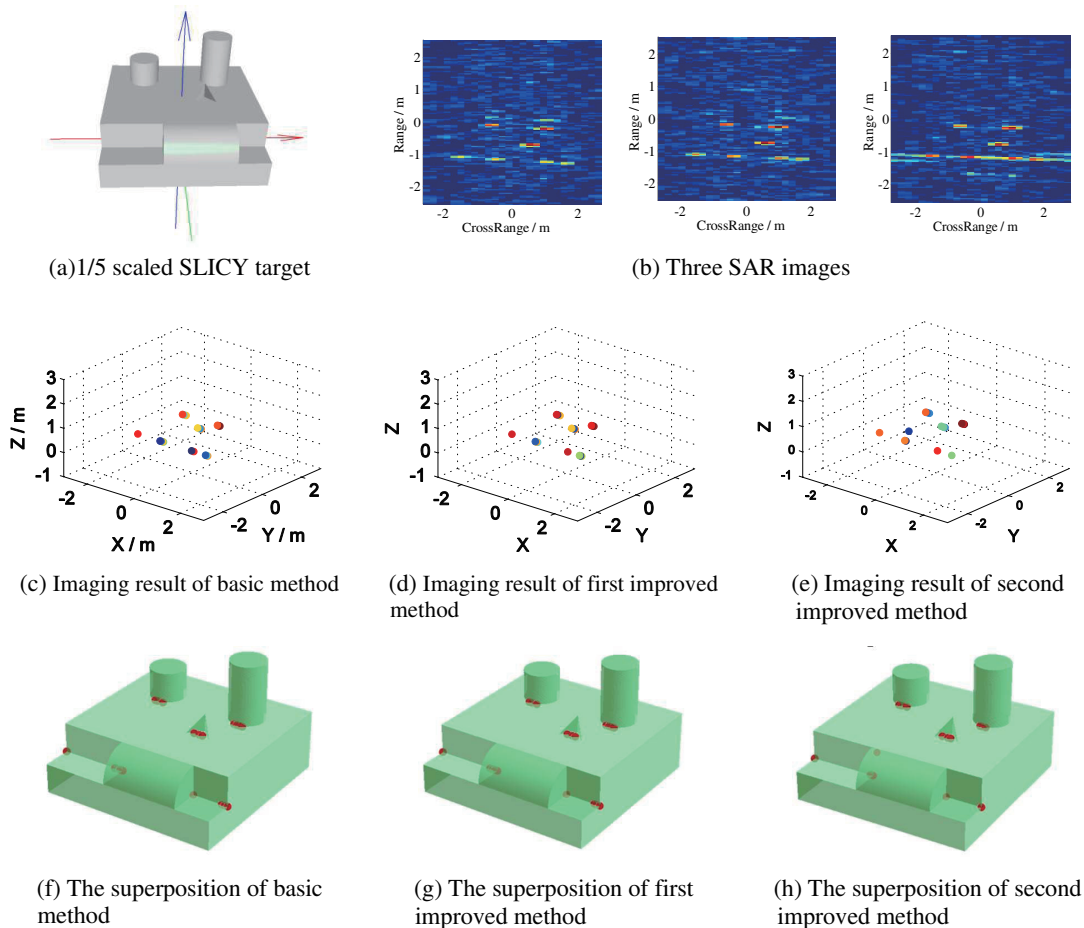 (a)1/5 scaled SLICY target
2
1
0
-1
-2
Range / m
-2
0
2
CrossRange / m
2
1
0
-1
-2
Range / m
-2
0
2
CrossRange / m
2
1
0
-1
-2
Range / m
-2
0
2
CrossRange / m
(b) Three SAR images
3
2
1
0
-1
Z / m
-2
0
2
X / m
-2
0
2
Y / m
(c) Imaging result of basic method
3
2
1
0
-1
Z
-2
0
2
X
-2
0
2
Y
(d) Imaging result of first improved
method
3
2
1
0
-1
Z
-2
0
2
X
-2
0
2
Y
(e) Imaging result of second
improved method
(f) The superposition of basic
method
(g) The superposition of first
improved method
(h) The superposition of second
improved method